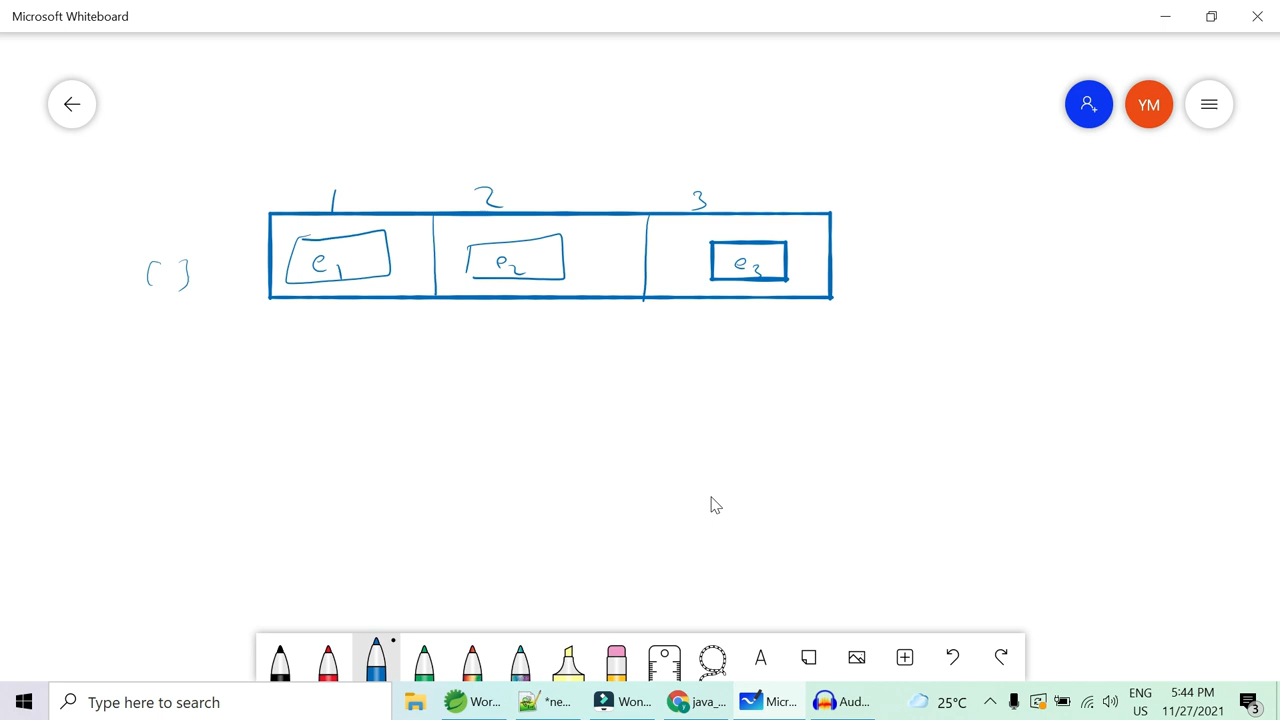 Microsoft Whiteboard
YM
1 2 3
[ ] e1 e2 e3
A
Type here to search
Wor...
*ne...
Won...
java_...
Micr...
Aud...
25°C
ENG
US
5:44 PM
11/27/2021
3